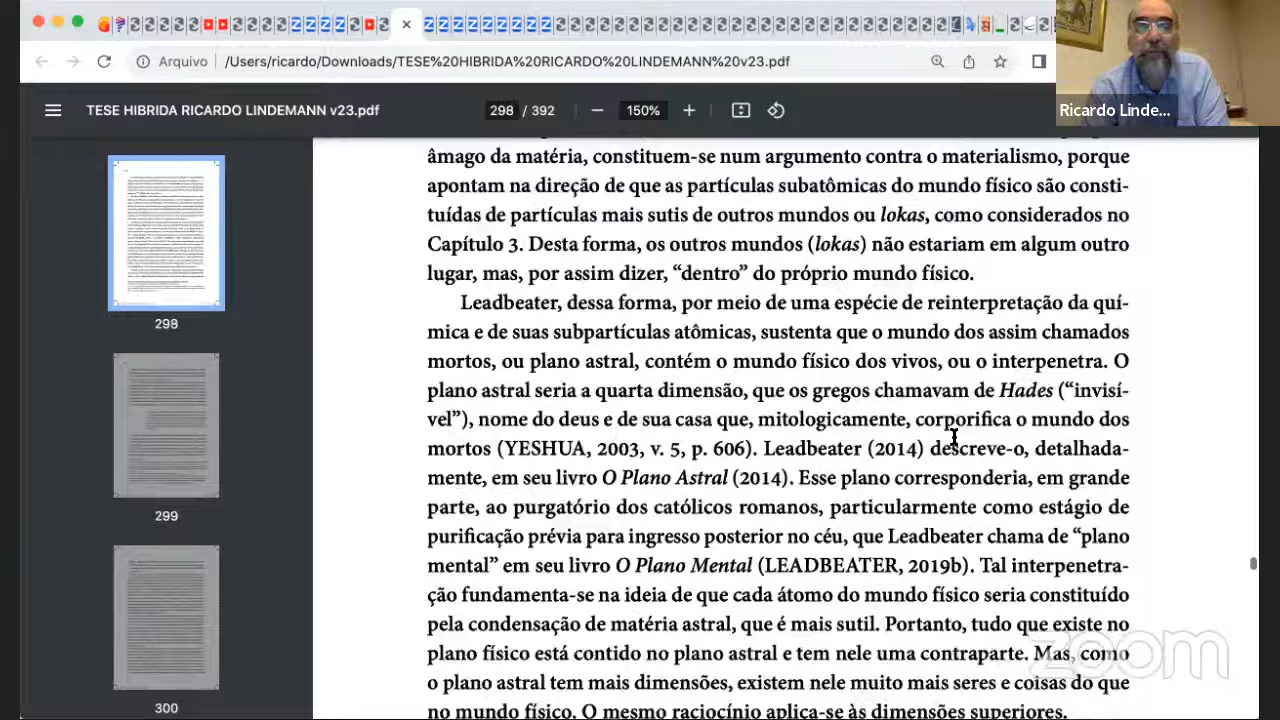 Arquivo
/Users/ricardo/Downloads/TESE%20HIBRIDA%20RICARDO%20LINDEMANN%20v23.pdf
TESE HIBRIDA RICARDO LINDEMANN v23.pdf
298 / 392
150%
Ricardo Linde...
298
299
300
âmago da matéria, constituem-se num argumento contra o materialismo, porque
apontam na direção de que as partículas subatômicas do mundo físico são consti-
tuídas de partículas mais sutis de outros mundos ou lokas, como considerados no
Capítulo 3. Desta forma, os outros mundos (lokas) não estariam em algum outro
lugar, mas, por assim dizer, “dentro” do próprio mundo físico.
Leadbeater, dessa forma, por meio de uma espécie de reinterpretação da quí-
mica e de suas subpartículas atômicas, sustenta que o mundo dos assim chamados
mortos, ou plano astral, contém o mundo físico dos vivos, ou o interpenetra. O
plano astral seria a quarta dimensão, que os gregos chamavam de Hades (“invisí-
vel”), nome do deus e de sua casa que, mitologicamente, corporifica o mundo dos
mortos (YESHUA, 2003, v. 5, p. 606). Leadbeater (2014) descreve-o, detalhada-
mente, em seu livro O Plano Astral (2014). Esse plano corresponderia, em grande
parte, ao purgatório dos católicos romanos, particularmente como estágio de
purificação prévia para ingresso posterior no céu, que Leadbeater chama de “plano
mental” em seu livro O Plano Mental (LEADBEATER, 2019b). Tal interpenetra-
ção fundamenta-se na ideia de que cada átomo do mundo físico seria constituído
pela condensação de matéria astral, que é mais sutil. Portanto, tudo que existe no
plano físico está contido no plano astral e tem nele uma contraparte. Mas, como
o plano astral tem mais dimensões, existem nele muito mais seres e coisas do que
no mundo físico. O mesmo raciocínio aplica-se às dimensões superiores.
zoom